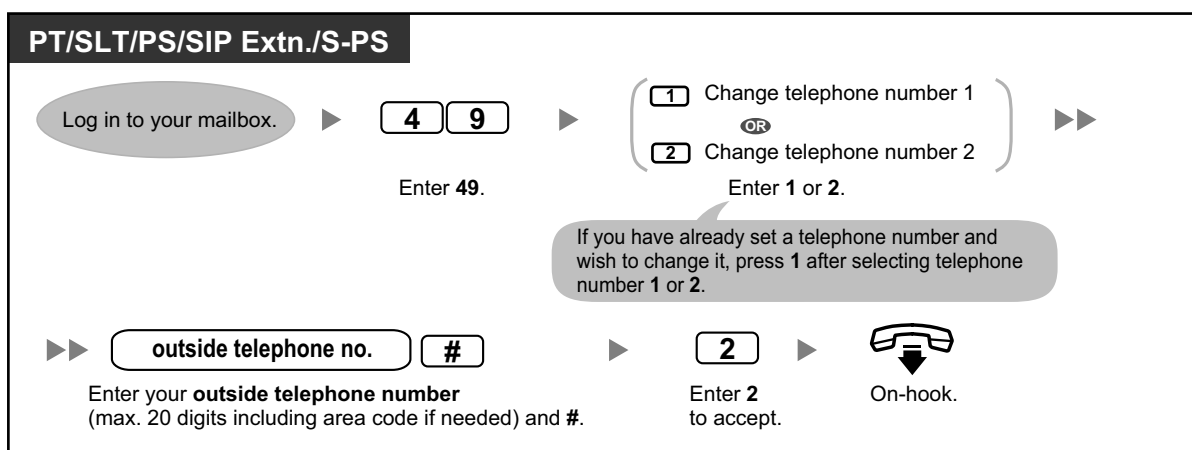 PT/SLT/PS/SIP Extn./S-PS
Log in to your mailbox.
4 9
Enter 49.
1 Change telephone number 1
OR
2 Change telephone number 2
Enter 1 or 2.
If you have already set a telephone number and
wish to change it, press 1 after selecting telephone
number 1 or 2.
outside telephone no. #
Enter your outside telephone number
(max. 20 digits including area code if needed) and #.
2
Enter 2
to accept.
On-hook.